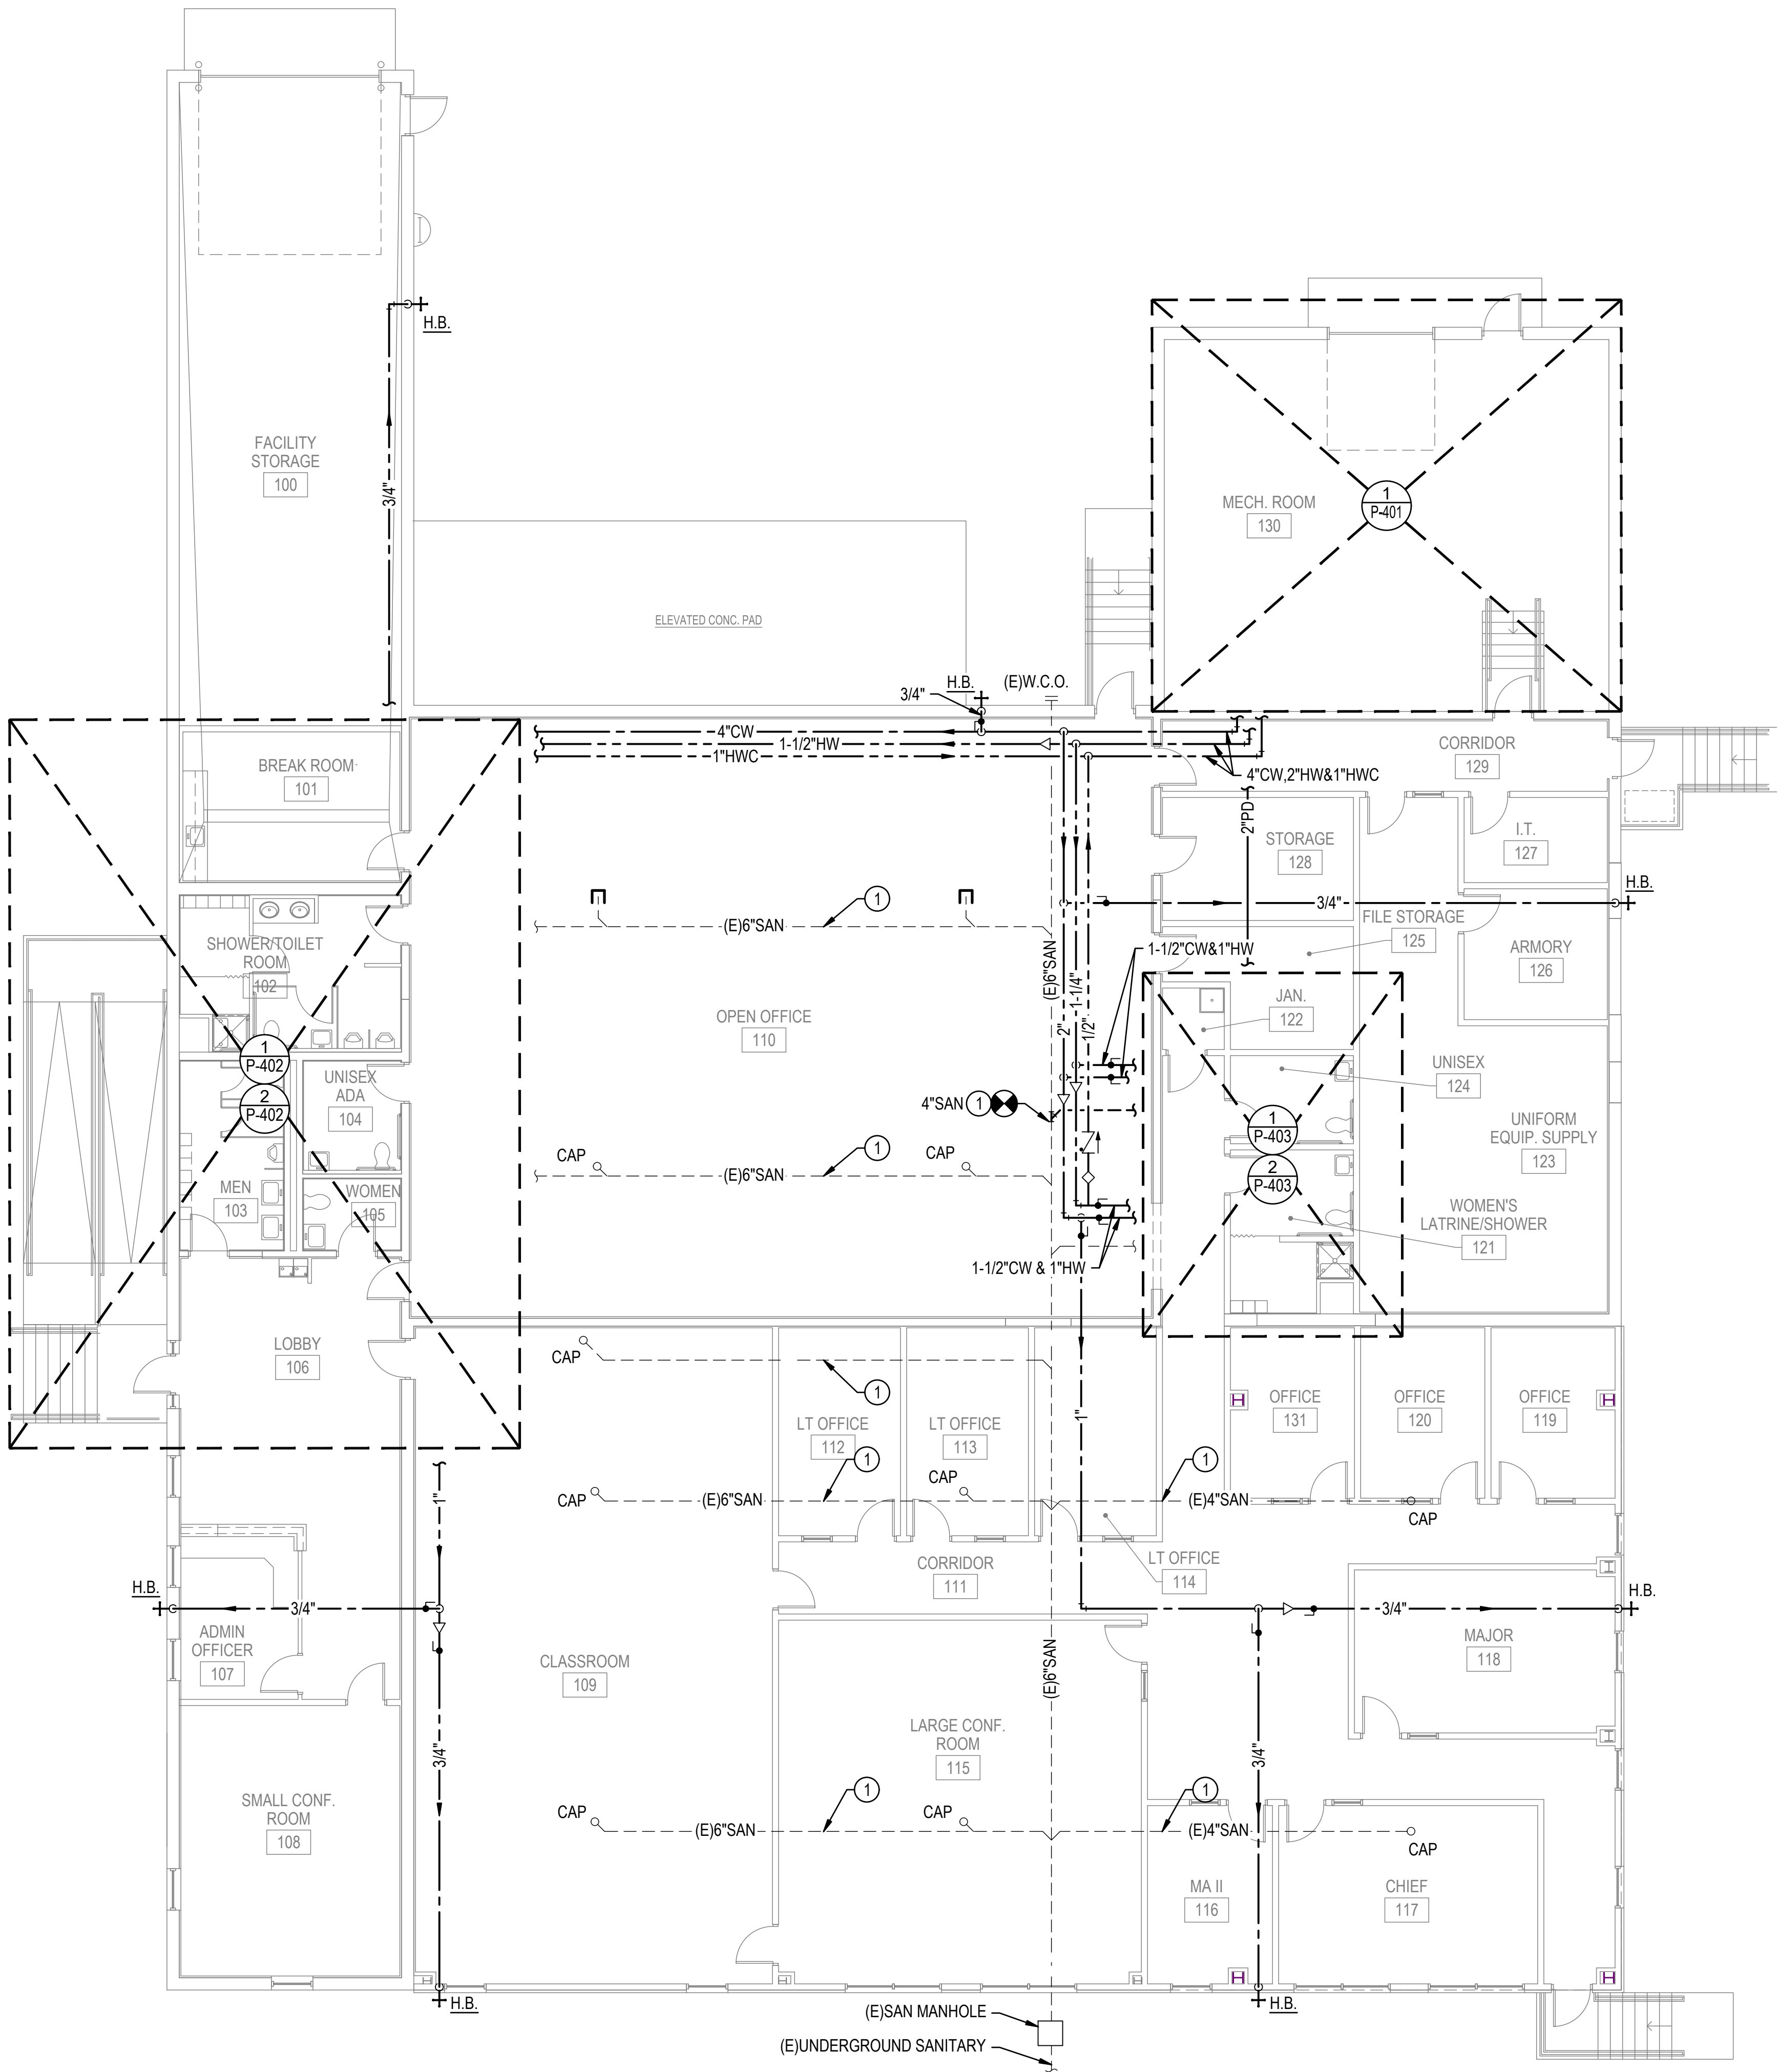 H.B.
FACILITY
STORAGE
100
3/4"
MECH. ROOM
130
1
P-401
ELEVATED CONC. PAD
3/4"
H.B.
(E)W.C.O.
4"CW
1-1/2"HW
1"HWC
4"CW,2"HW&1"HWC
CORRIDOR
129
BREAK ROOM
101
2"PD
STORAGE
128
I.T.
127
H.B.
3/4"
(E)6"SAN
1
SHOWER/TOILET
ROOM
102
FILE STORAGE
125
ARMORY
126
(E)6"SAN
1-1/2"CW&1"HW
2"
1-1/4"
1/2"
OPEN OFFICE
110
JAN.
122
1
P-402
2
P-402
UNISEX
ADA
104
UNISEX
124
4"SAN
1
1
P-403
2
P-403
UNIFORM
EQUIP. SUPPLY
123
CAP
(E)6"SAN
1
CAP
MEN
103
WOMEN
105
WOMEN'S
LATRINE/SHOWER
121
1-1/2"CW & 1"HW
LOBBY
106
CAP
1
1"
OFFICE
131
OFFICE
120
OFFICE
119
LT OFFICE
112
LT OFFICE
113
1
1
CAP
1"
CAP
(E)6"SAN
(E)4"SAN
CAP
CORRIDOR
111
LT OFFICE
114
H.B.
3/4"
3/4"
H.B.
ADMIN
OFFICER
107
CLASSROOM
109
(E)6"SAN
MAJOR
118
LARGE CONF.
ROOM
115
3/4"
3/4"
SMALL CONF.
ROOM
108
CAP
(E)6"SAN
1
CAP
1
(E)4"SAN
CAP
MA II
116
CHIEF
117
H.B.
H.B.
(E)SAN MANHOLE
(E)UNDERGROUND SANITARY